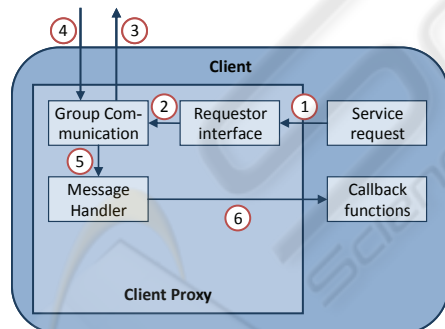 4
3
Client
Group Com-
munication
2
Requestor
interface
1
Service
request
5
Message
Handler
6
Callback
functions
Client Proxy